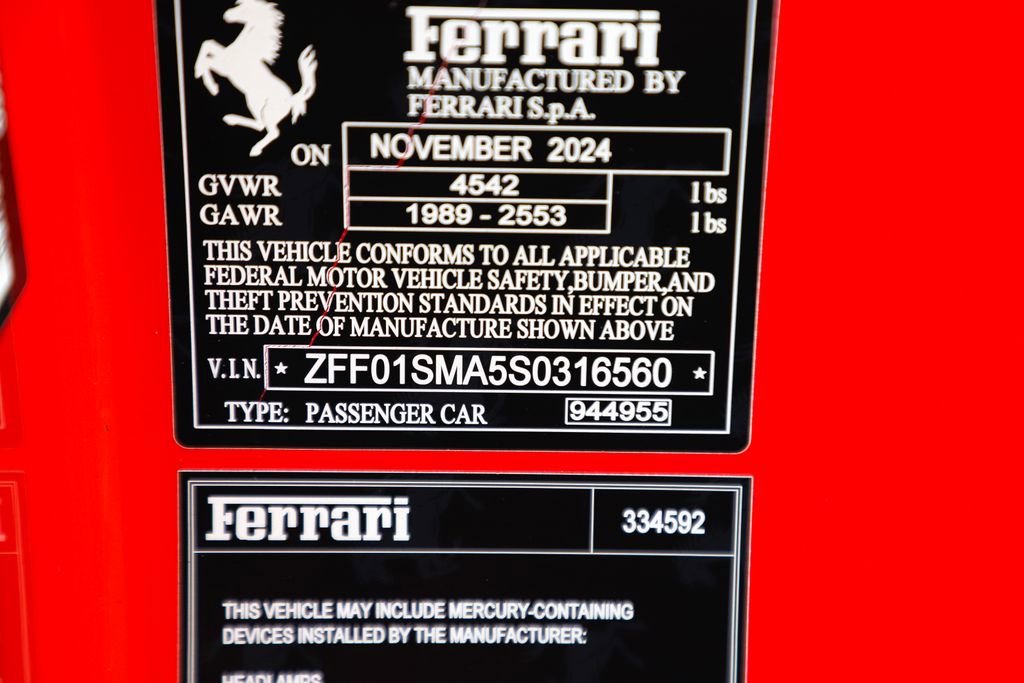 Ferrari
MANUFACTURED BY
FERRARI S.p.A.
ON NOVEMBER 2024
GVWR 4542 lbs
GAWR 1989 - 2553 lbs
THIS VEHICLE CONFORMS TO ALL APPLICABLE
FEDERAL MOTOR VEHICLE SAFETY,BUMPER,AND
THEFT PREVENTION STANDARDS IN EFFECT ON
THE DATE OF MANUFACTURE SHOWN ABOVE
V.I.N. ★ ZFF01SMA5S0316560 ★
TYPE: PASSENGER CAR 944955
Ferrari 334592
THIS VEHICLE MAY INCLUDE MERCURY-CONTAINING
DEVICES INSTALLED BY THE MANUFACTURER:
HEADLAMPS